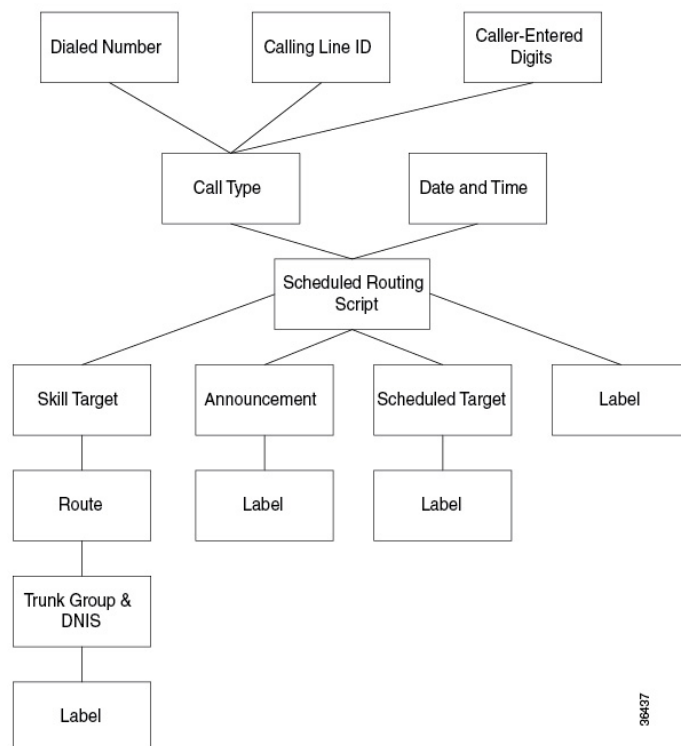 Dialed Number
Calling Line ID
Caller-Entered
Digits
Call Type
Date and Time
Scheduled Routing
Script
Skill Target
Announcement
Scheduled Target
Label
Route
Label
Label
Trunk Group &
DNIS
Label
36437